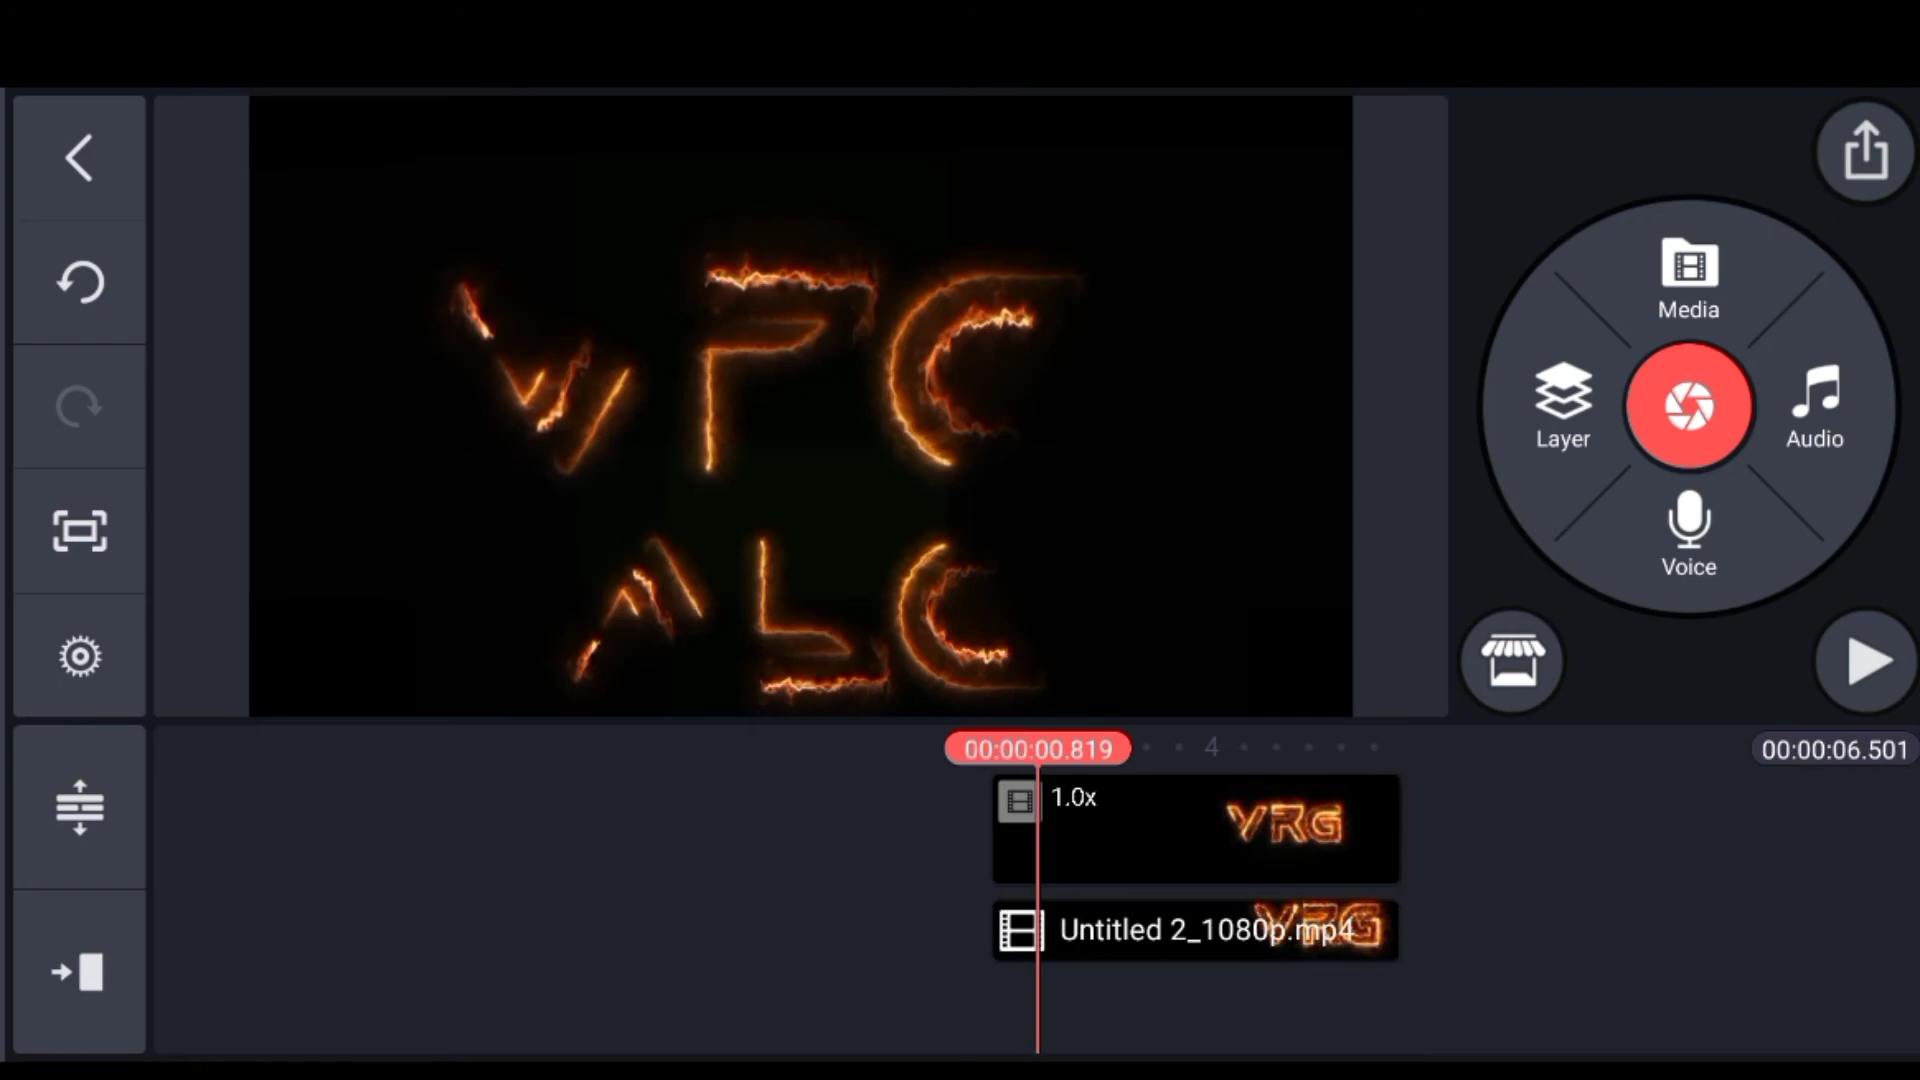 Media
Layer
Audio
Voice
00:00:00.819
4
00:00:06.501
1.0x
VRG
Untitled 2_1080p.mp4
VRG